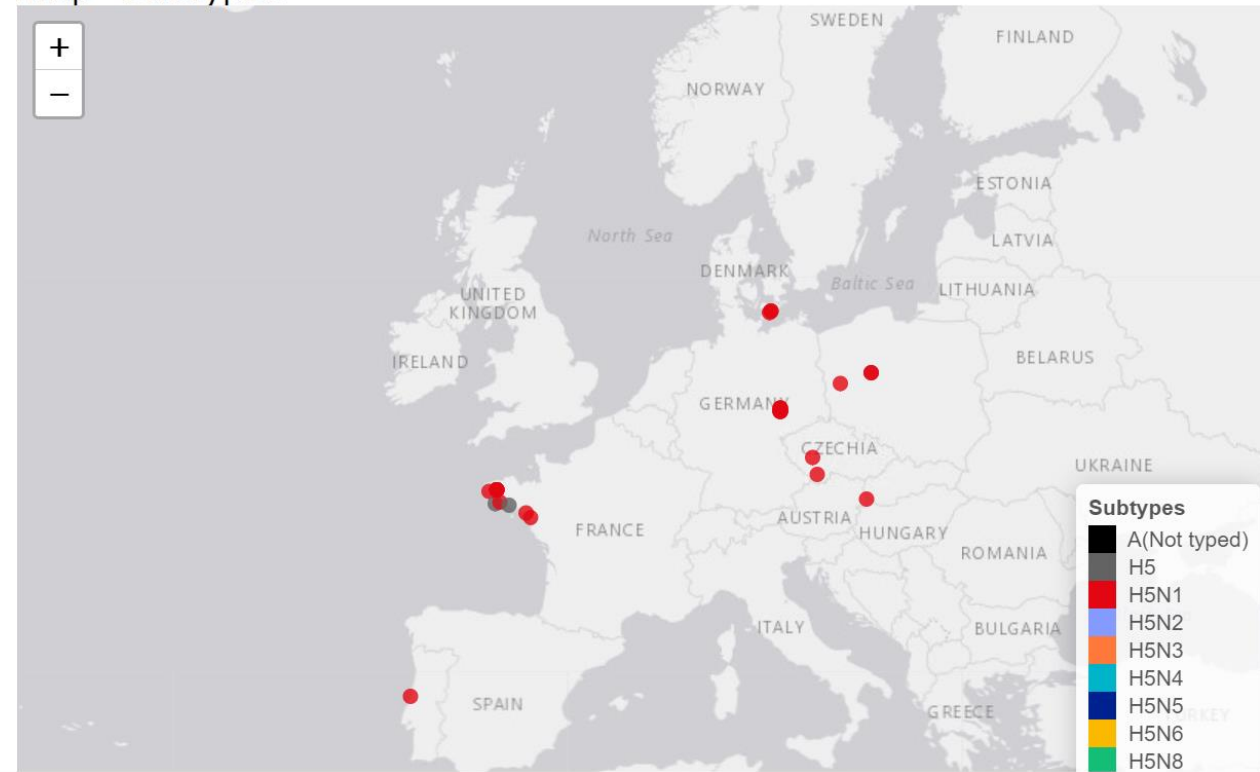 +
−
SWEDEN
FINLAND
NORWAY
ESTONIA
North Sea
LATVIA
DENMARK
Baltic Sea
LITHUANIA
UNITED
KINGDOM
IRELAND
BELARUS
GERMANY
CZECHIA
UKRAINE
AUSTRIA
HUNGARY
FRANCE
ROMANIA
ITALY
BULGARIA
SPAIN
GREECE
TURKEY
Subtypes
A(Not typed)
H5
H5N1
H5N2
H5N3
H5N4
H5N5
H5N6
H5N8